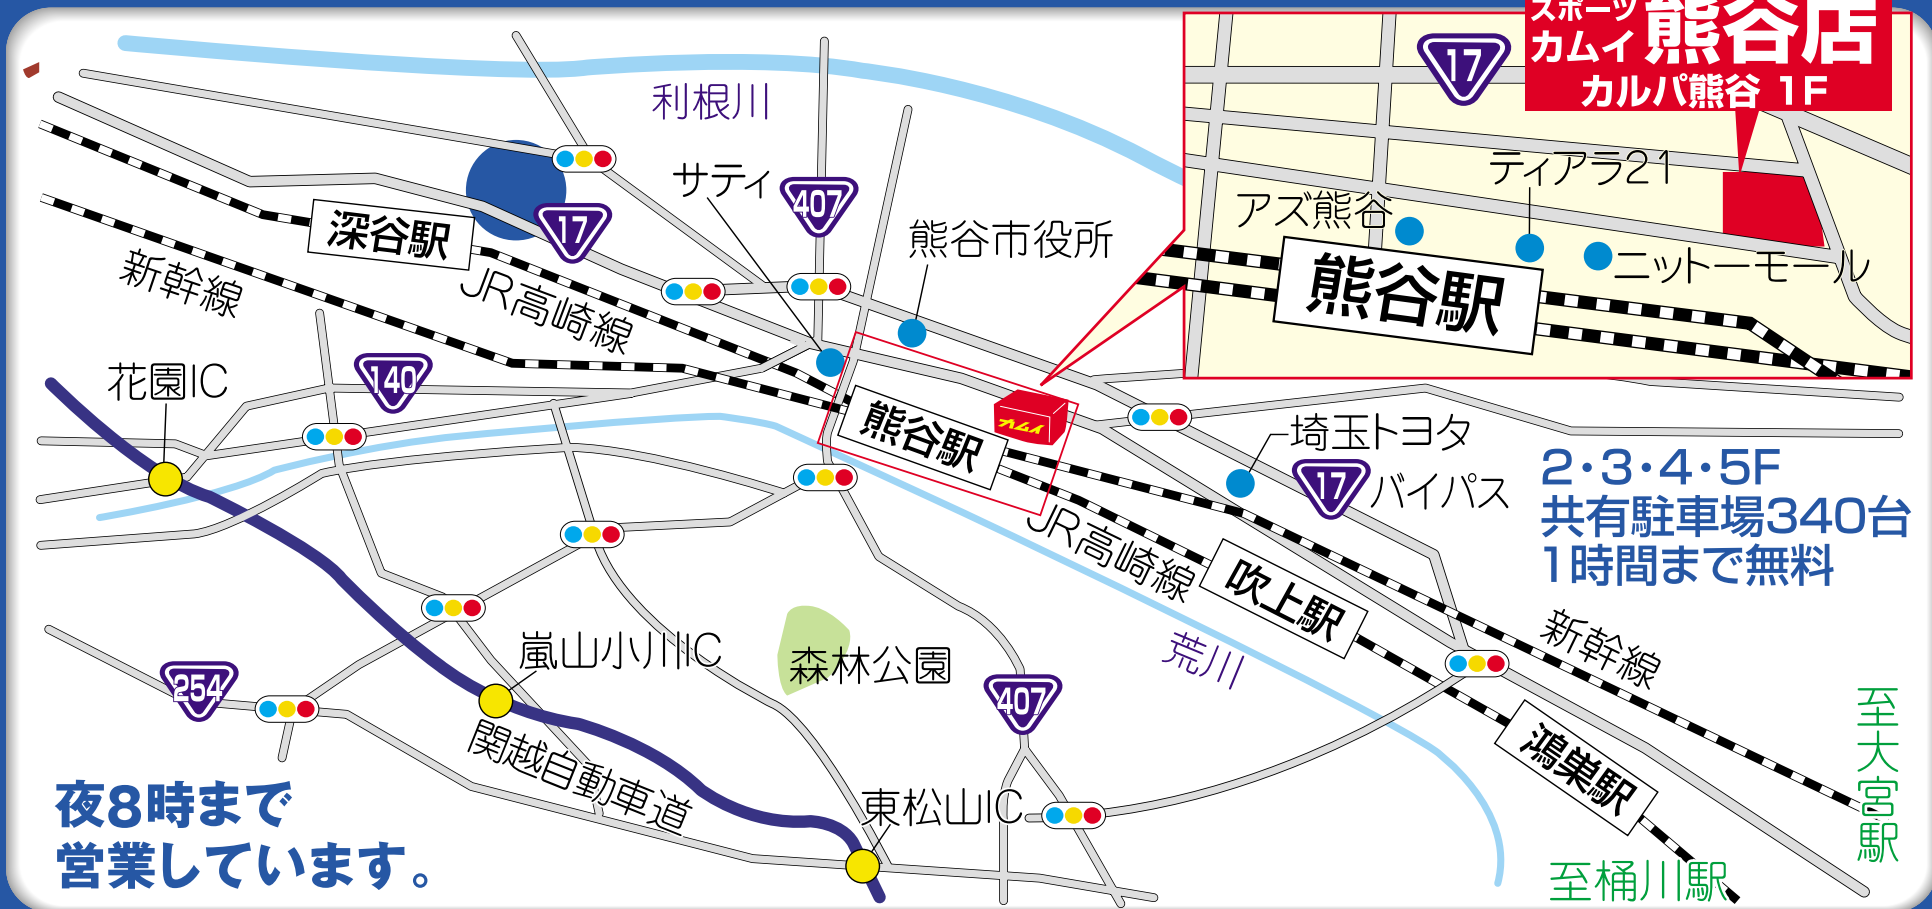 スポーツ
カムイ
熊谷店
カルパ熊谷 1F
17
利根川
サティ
407
熊谷市役所
ティアラ21
アズ熊谷
ニットーモール
熊谷駅
深谷駅
17
新幹線
JR高崎線
花園IC
140
熊谷駅
カムイ
埼玉トヨタ
17
バイパス
2・3・4・5F
共有駐車場340台
1時間まで無料
JR高崎線
吹上駅
荒川
新幹線
嵐山小川IC
森林公園
254
407
関越自動車道
鴻巣駅
至大宮駅
東松山IC
至桶川駅
夜8時まで
営業しています。